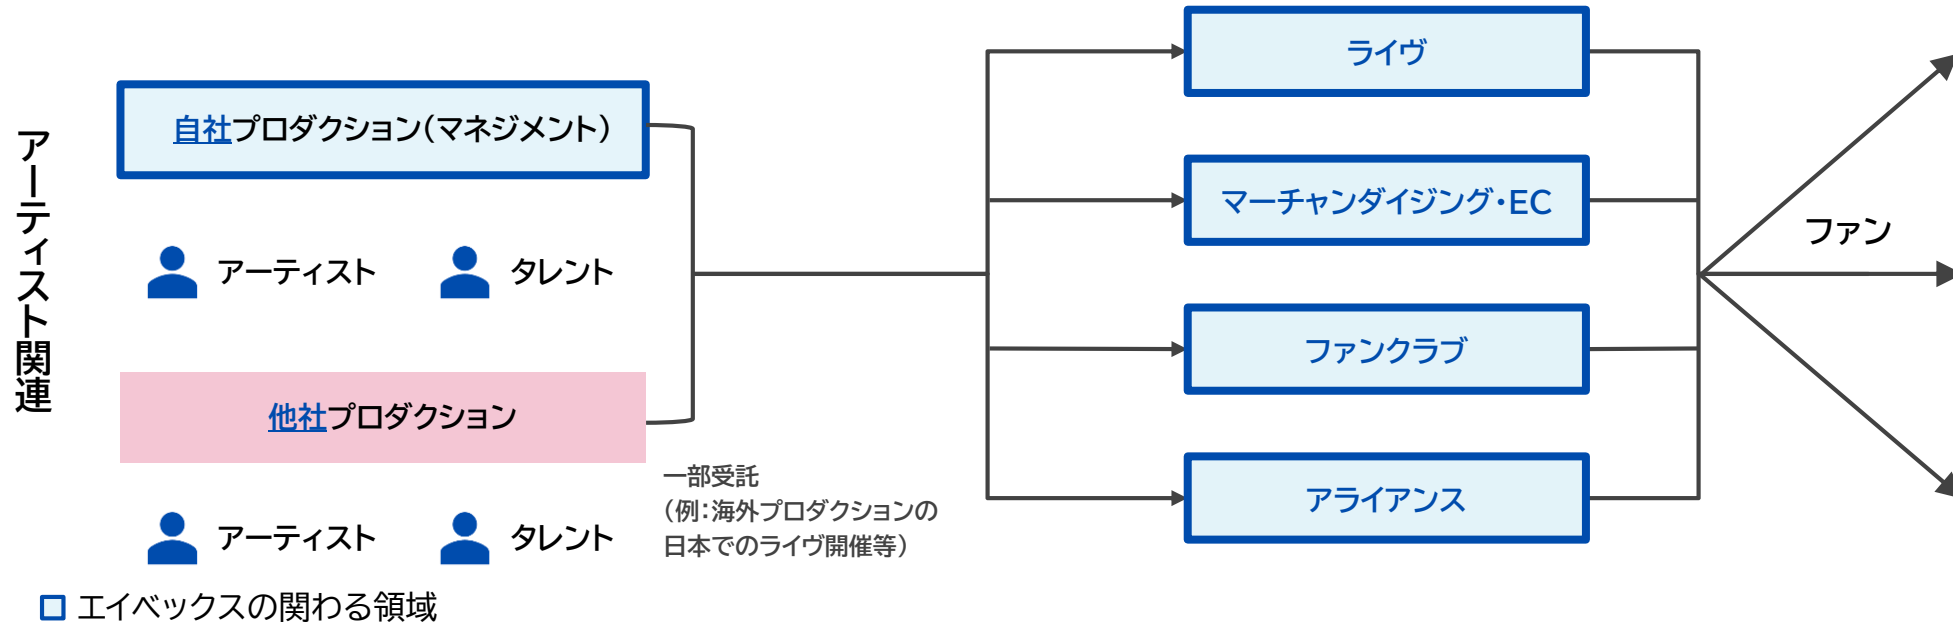 アーティスト関連
自社プロダクション(マネジメント)
アーティスト
タレント
他社プロダクション
アーティスト
タレント
一部受託
(例:海外プロダクションの
日本でのライヴ開催等)
ライヴ
マーチャンダイジング・EC
ファンクラブ
アライアンス
ファン
エイベックスの関わる領域